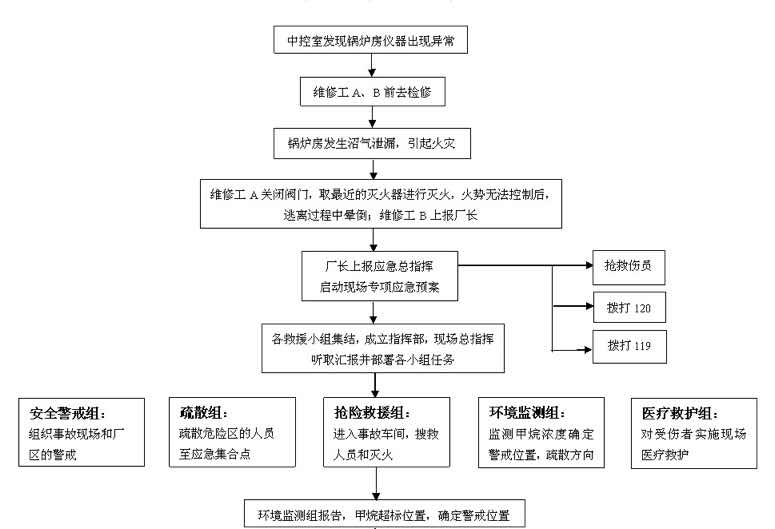 中控室发现锅炉房仪器出现异常
维修工 A、B 前去检修
锅炉房发生沼气泄漏，引起火灾
维修工 A 关闭阀门，取最近的灭火器进行灭火，火势无法控制后，
逃离过程中晕倒；维修工 B 上报厂长
厂长上报应急总指挥
启动现场专项应急预案
抢救伤员
拨打 120
拨打 119
各救援小组集结，成立指挥部，现场总指挥
听取汇报并部署各小组任务
安全警戒组：
组织事故现场和厂
区的警戒
疏散组：
疏散危险区的人员
至应急集合点
抢险救援组：
进入事故车间，搜救
人员和灭火
环境监测组：
监测甲烷浓度确定
警戒位置，疏散方向
医疗救护组：
对受伤者实施现场
医疗救护
环境监测组报告，甲烷超标位置，确定警戒位置